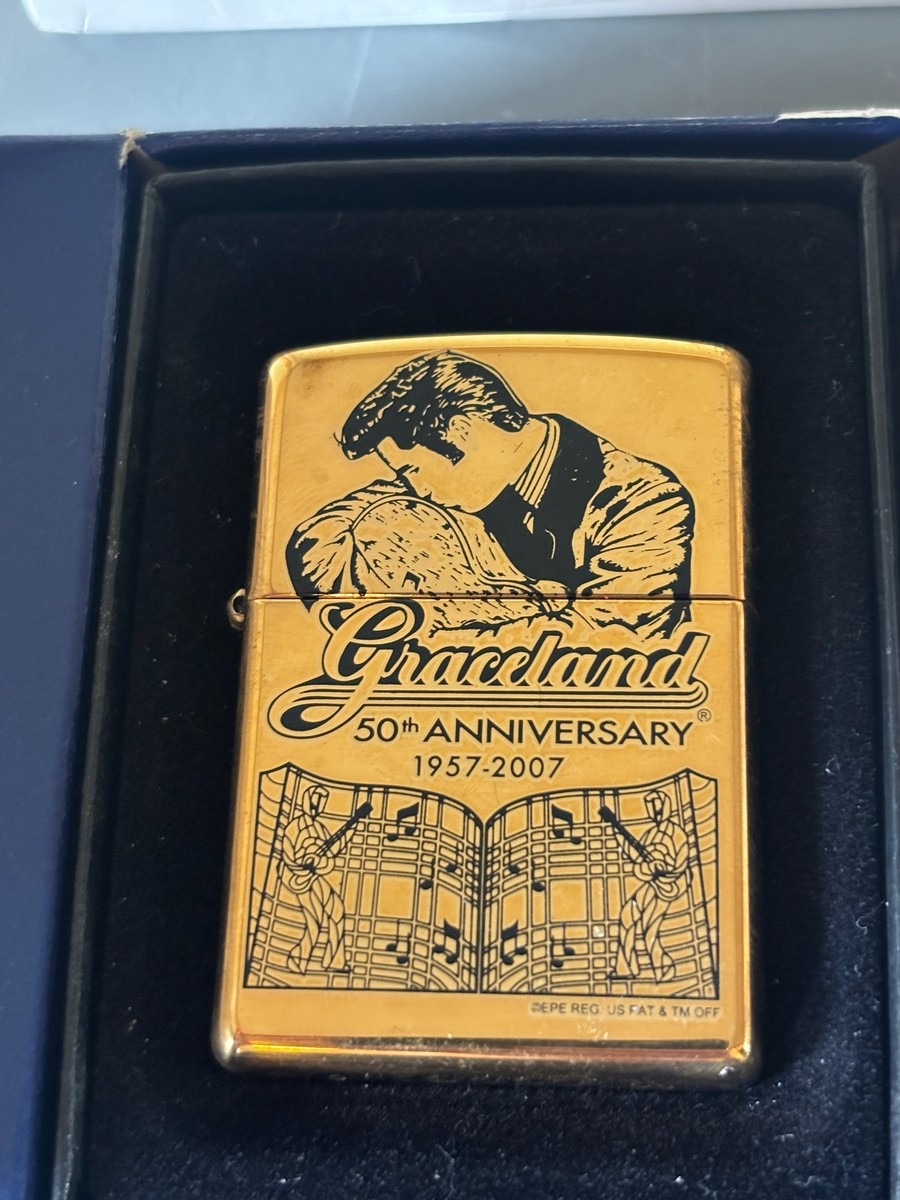 Graceland
50th ANNIVERSARY®
1957-2007
©EPE REG. US PAT & TM OFF